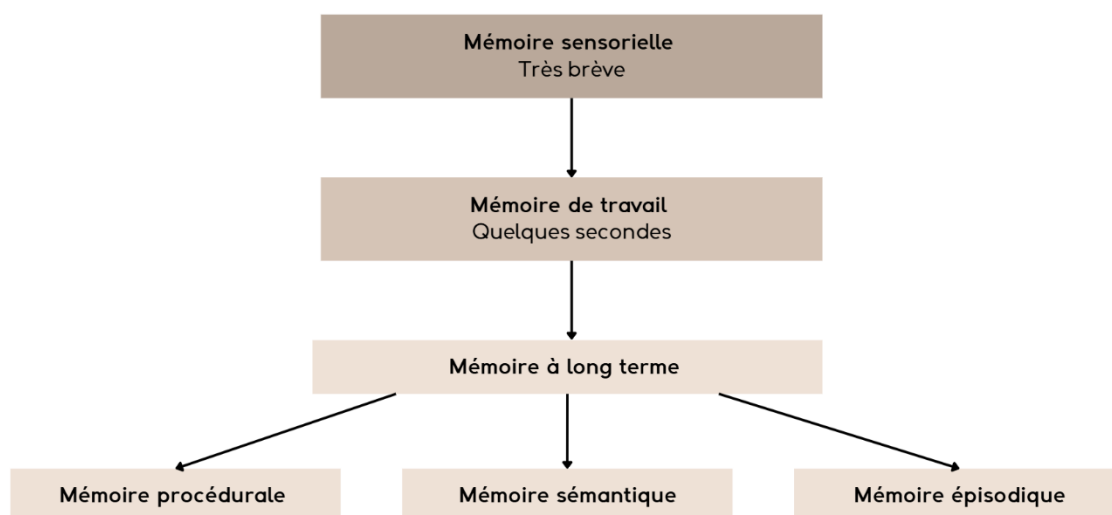 Mémoire sensorielle
Très brève
Mémoire de travail
Quelques secondes
Mémoire à long terme
Mémoire procédurale
Mémoire sémantique
Mémoire épisodique